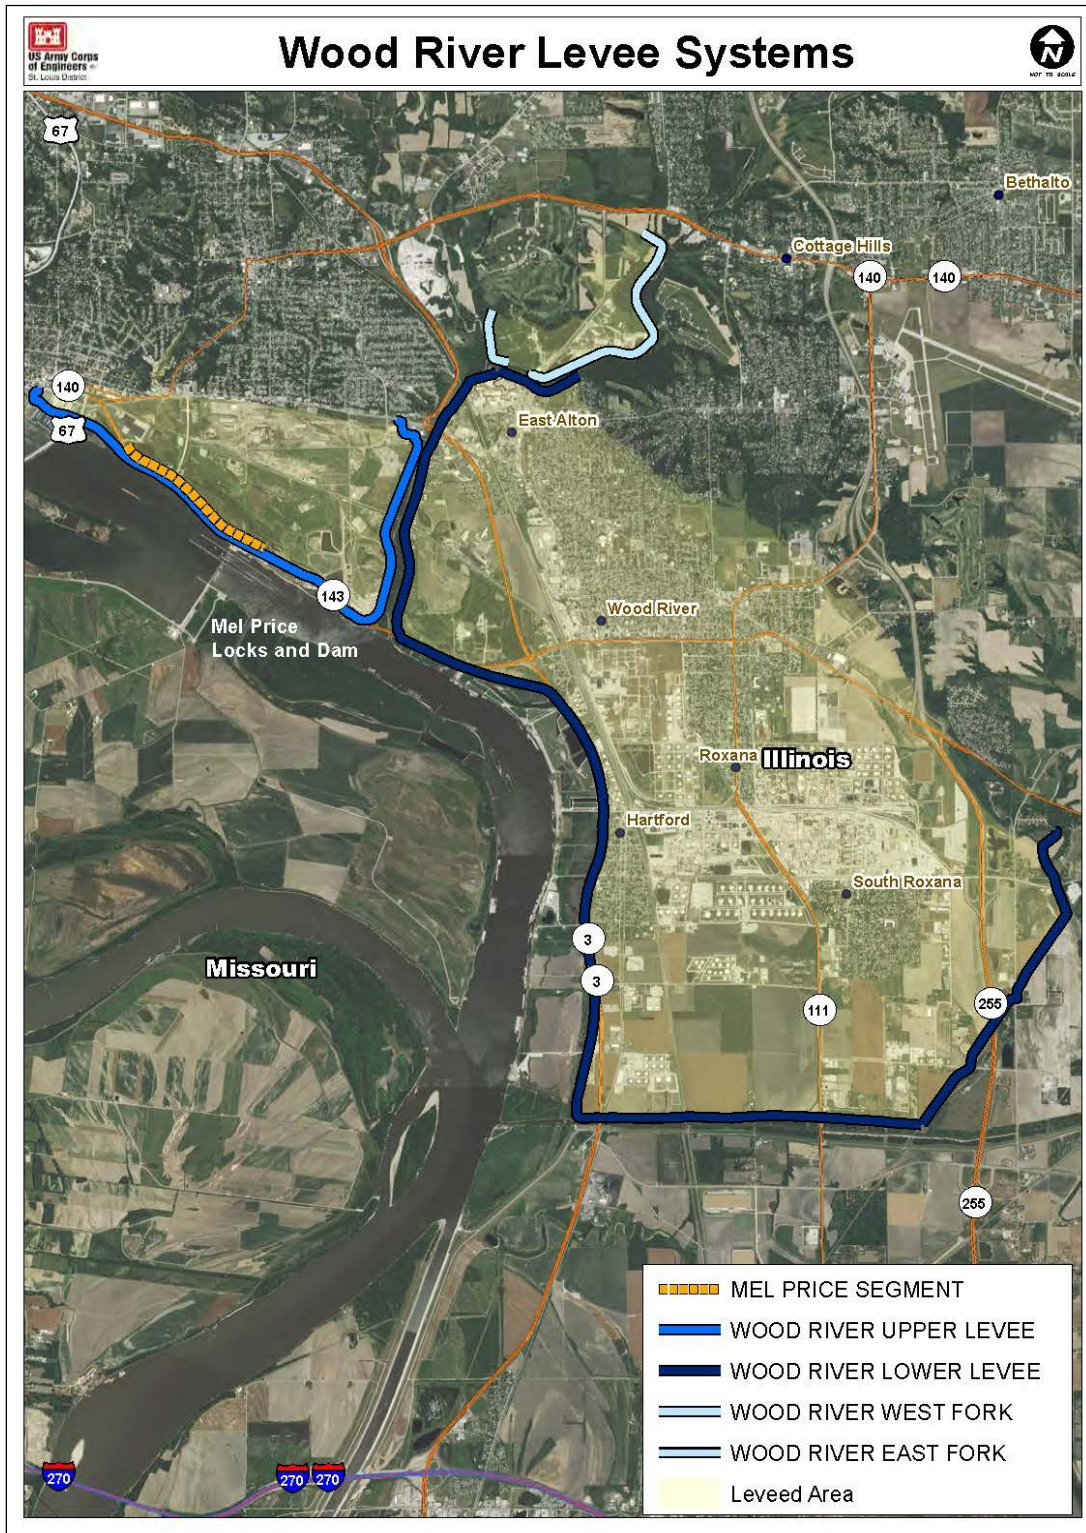 US Army Corps
of Engineers
St. Louis District
Wood River Levee Systems
N
NOT TO SCALE
67
Bethalto
Cottage Hills
140
140
140
67
East Alton
143
Mel Price
Locks and Dam
Wood River
Roxana
Illinois
Hartford
South Roxana
Missouri
3
3
111
255
255
MEL PRICE SEGMENT
WOOD RIVER UPPER LEVEE
WOOD RIVER LOWER LEVEE
WOOD RIVER WEST FORK
WOOD RIVER EAST FORK
Leveed Area
270
270
270